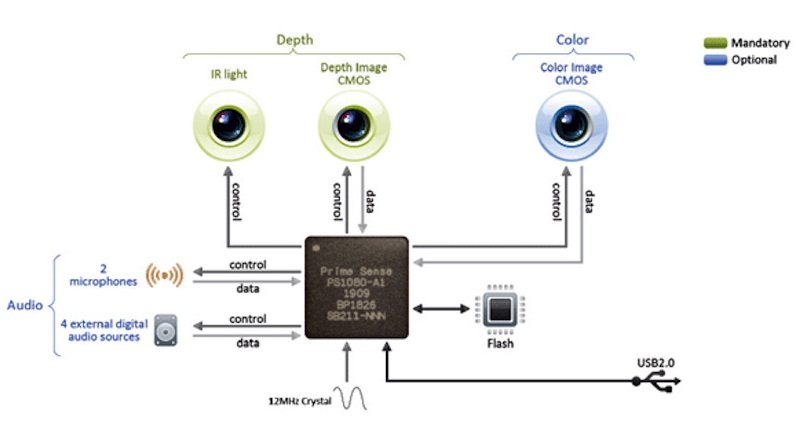 Depth
Color
Mandatory
Optional
IR light
Depth Image
CMOS
Color Image
CMOS
control
control
data
control
data
Audio
2
microphones
control
data
4 external digital
audio sources
control
data
Prime Sense
PS1080-A1
1909
BP1826
SB211-NNN
Flash
12MHz Crystal
USB2.0